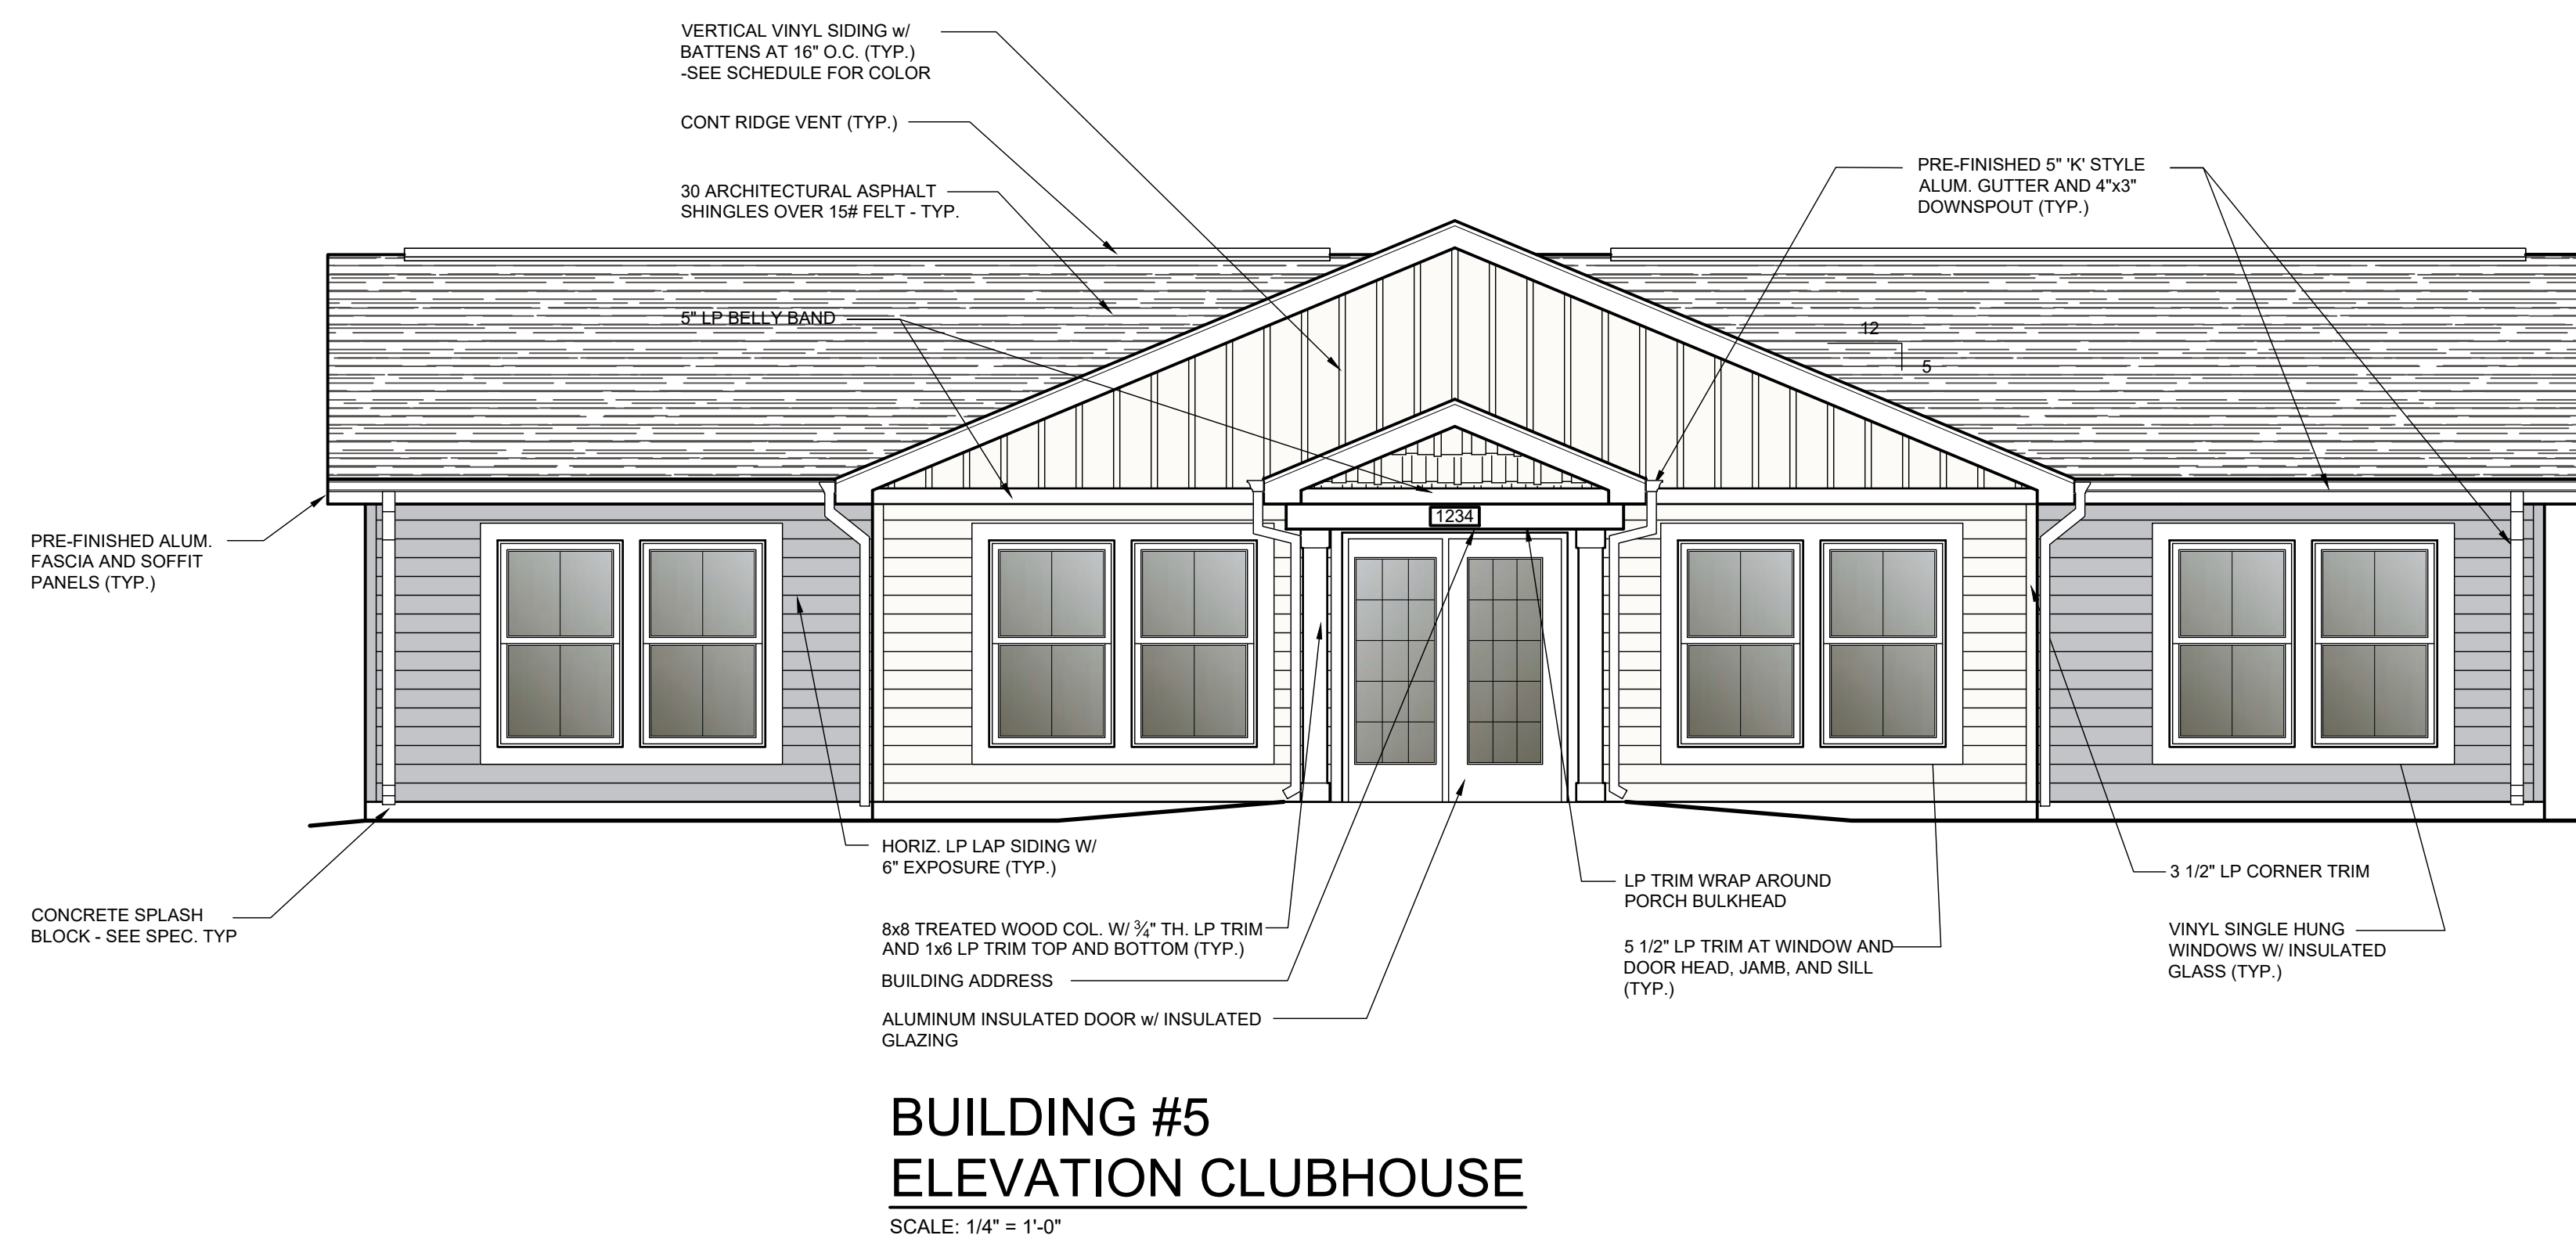 VERTICAL VINYL SIDING w/
BATTENS AT 16" O.C. (TYP.)
-SEE SCHEDULE FOR COLOR
CONT RIDGE VENT (TYP.)
30 ARCHITECTURAL ASPHALT
SHINGLES OVER 15# FELT - TYP.
5" LP BELLY BAND
PRE-FINISHED 5" 'K' STYLE
ALUM. GUTTER AND 4"x3"
DOWNSPOUT (TYP.)
12
5
1234
PRE-FINISHED ALUM.
FASCIA AND SOFFIT
PANELS (TYP.)
CONCRETE SPLASH
BLOCK - SEE SPEC. TYP
HORIZ. LP LAP SIDING W/
6" EXPOSURE (TYP.)
8x8 TREATED WOOD COL. W/ ¾" TH. LP TRIM
AND 1x6 LP TRIM TOP AND BOTTOM (TYP.)
BUILDING ADDRESS
ALUMINUM INSULATED DOOR w/ INSULATED
GLAZING
LP TRIM WRAP AROUND
PORCH BULKHEAD
5 1/2" LP TRIM AT WINDOW AND
DOOR HEAD, JAMB, AND SILL
(TYP.)
3 1/2" LP CORNER TRIM
VINYL SINGLE HUNG
WINDOWS W/ INSULATED
GLASS (TYP.)
BUILDING #5
ELEVATION CLUBHOUSE
SCALE: 1/4" = 1'-0"